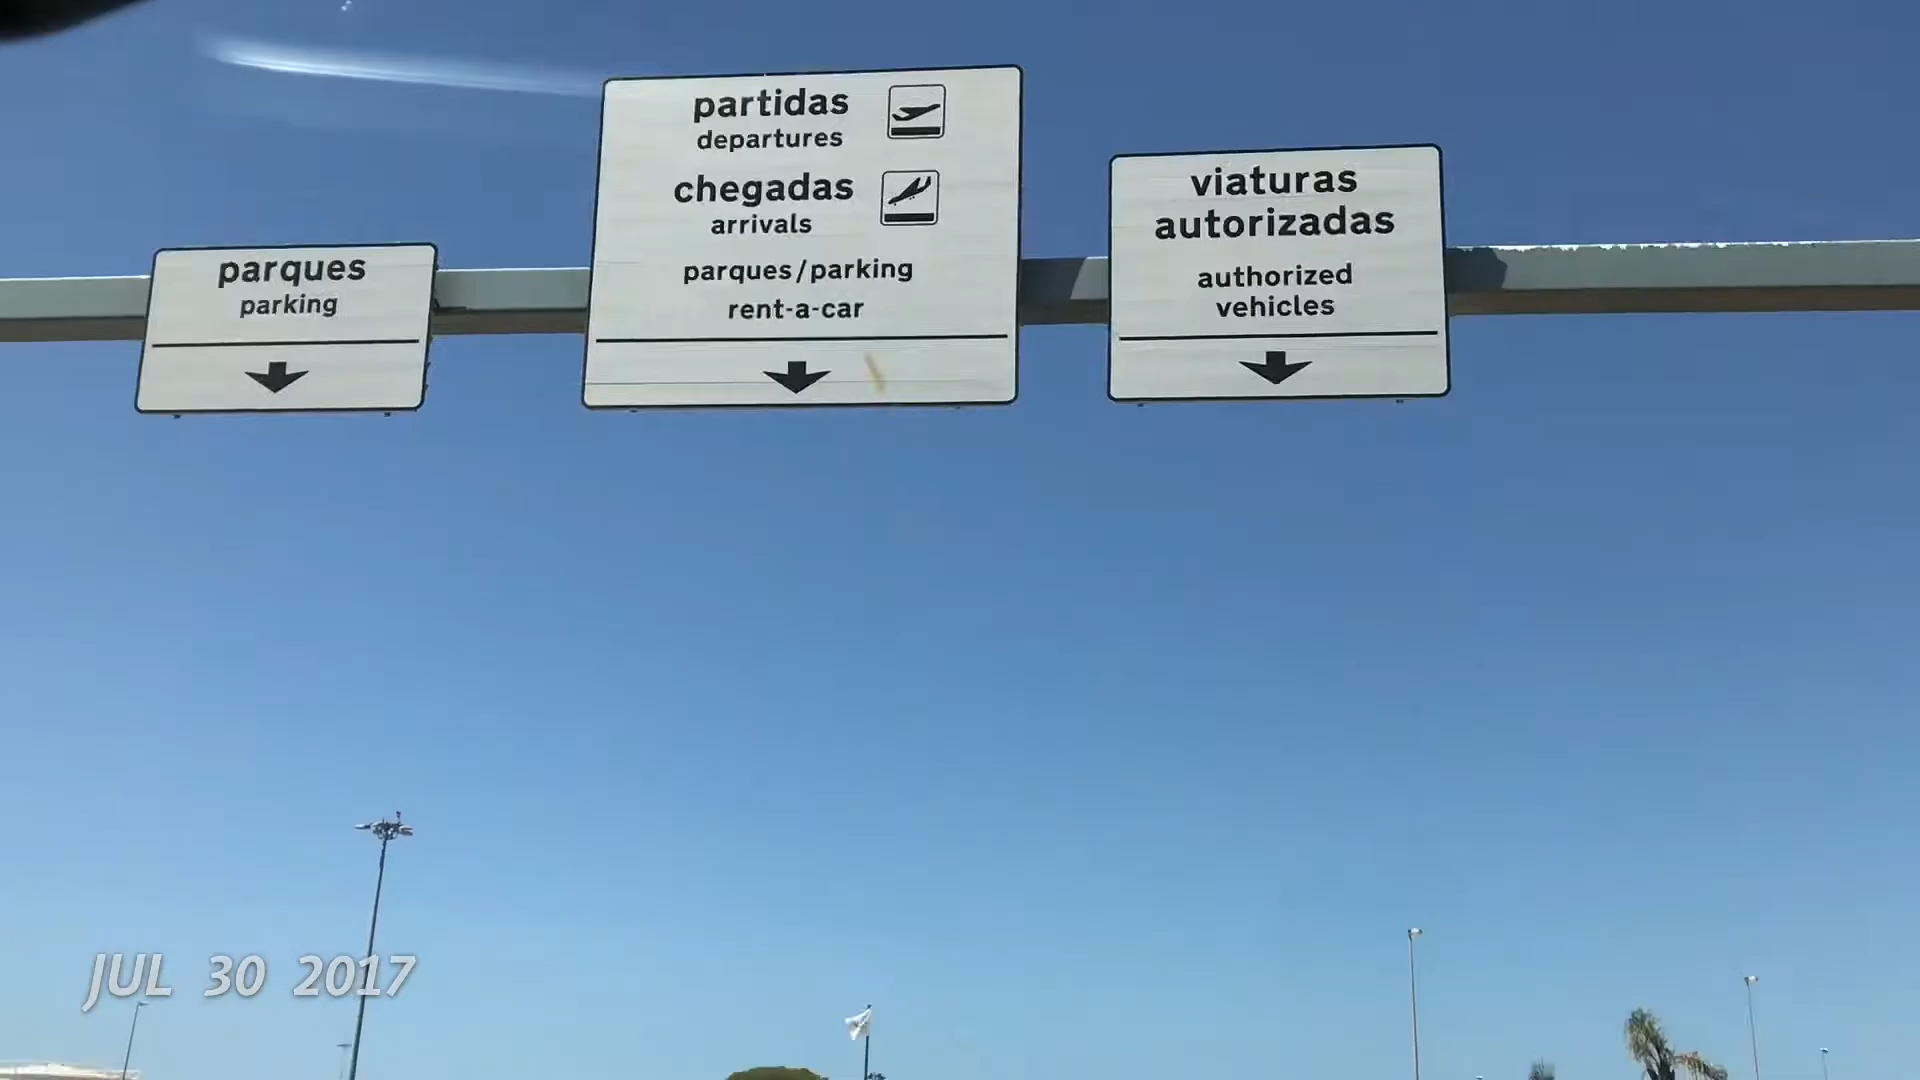 parques
parking
partidas
departures
chegadas
arrivals
parques/parking
rent-a-car
viaturas
autorizadas
authorized
vehicles
JUL 30 2017